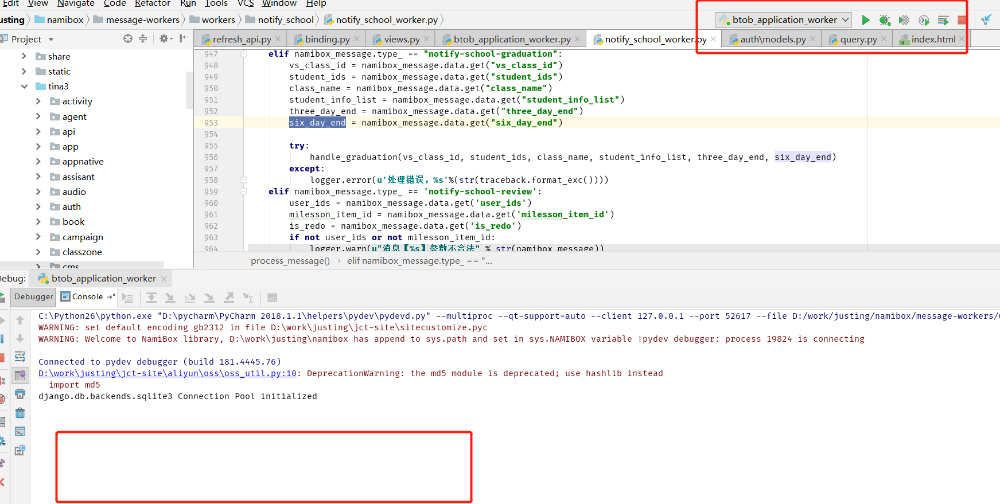 Edit View Navigate Code Refactor Run Tools VCS Window Help
usting namibox message-workers workers notify_school notify_school_worker.py btob_application_worker
Project refresh_api.py binding.py views.py btob_application_worker.py notify_school_worker.py auth\models.py query.py index.html
share
static
tina3
activity
agent
api
app
appnative
assisant
audio
auth
book
campaign
classzone
cms
947 elif namibox_message.type_ == "notify-school-graduation":
948 vs_class_id = namibox_message.data.get("vs_class_id")
949 student_ids = namibox_message.data.get("student_ids")
950 class_name = namibox_message.data.get("class_name")
951 student_info_list = namibox_message.data.get("student_info_list")
952 three_day_end = namibox_message.data.get("three_day_end")
953 six_day_end = namibox_message.data.get("six_day_end")
954
955 try:
956 handle_graduation(vs_class_id, student_ids, class_name, student_info_list, three_day_end, six_day_end)
957 except:
958 logger.error(u'处理错误，%s'%(str(traceback.format_exc())))
959 elif namibox_message.type_ == 'notify-school-review':
960 user_ids = namibox_message.data.get('user_ids')
961 milesson_item_id = namibox_message.data.get('milesson_item_id')
962 is_redo = namibox_message.data.get('is_redo')
963 if not user_ids or not milesson_item_id:
964 logger.warn(u"消息【%s】参数不合法" % str(namibox_message))
process_message() › elif namibox_message.type_ == "...
Debug: btob_application_worker
Debugger Console
C:\Python26\python.exe "D:\pycharm\PyCharm 2018.1.1\helpers\pydev\pydevd.py" --multiproc --qt-support=auto --client 127.0.0.1 --port 52617 --file D:/work/justing/namibox/message-workers/
WARNING: set default encoding gb2312 in file D:\work\justing\jct-site\sitecustomize.pyc
WARNING: Welcome to NamiBox library, D:\work\justing\namibox has append to sys.path and set in sys.NAMIBOX variable !pydev debugger: process 19824 is connecting
Connected to pydev debugger (build 181.4445.76)
D:\work\justing\jct-site\aliyun\oss\oss_util.py:10: DeprecationWarning: the md5 module is deprecated; use hashlib instead
import md5
django.db.backends.sqlite3 Connection Pool initialized